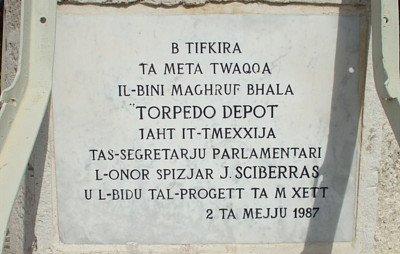 B TIFKIRA
TA META TWAQQA
IL-BINI MAGHRUF BHALA
"TORPEDO DEPOT
TAHT IT-TMEXXIJA
TAS-SEGRETARJU PARLAMENTARI
L-ONOR SPIZJAR J. SCIBERRAS
U L-BIDU TAL-PROGETT TA M XETT
2 TA MEJJU 1987